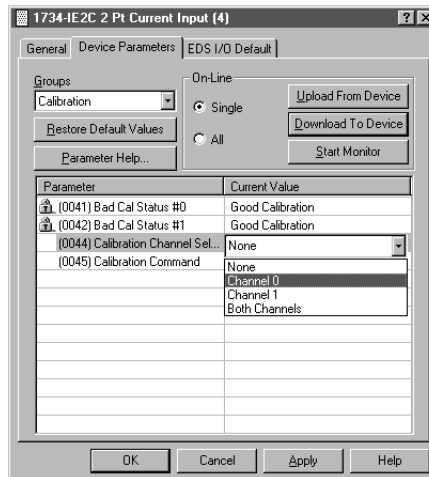 1734-IE2C 2 Pt Current Input (4)
General Device Parameters EDS I/O Default
Groups
Calibration
Restore Default Values
Parameter Help...
On-Line
Single
All
Upload From Device
Download To Device
Start Monitor
Parameter Current Value
(0041) Bad Cal Status #0 Good Calibration
(0042) Bad Cal Status #1 Good Calibration
(0044) Calibration Channel Sel... None
(0045) Calibration Command
None
Channel 0
Channel 1
Both Channels
OK Cancel Apply Help